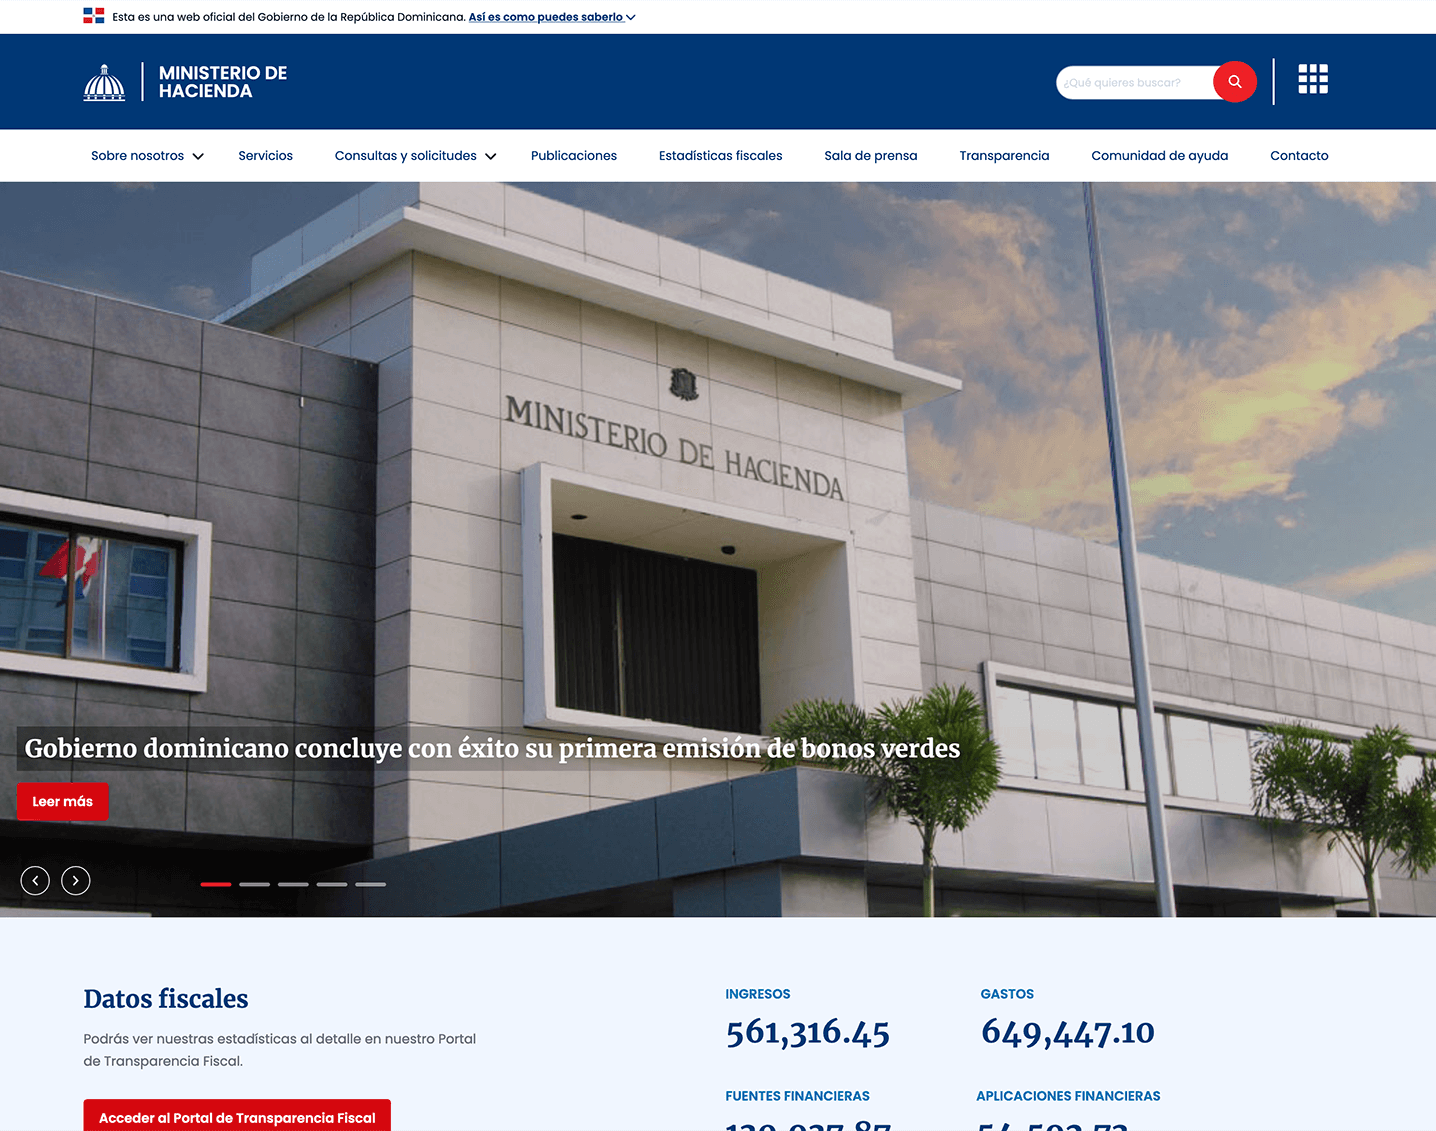 Esta es una web oficial del Gobierno de la República Dominicana. Así es como puedes saberlo
MINISTERIO DE
HACIENDA
¿Qué quieres buscar?
Sobre nosotros Servicios Consultas y solicitudes Publicaciones Estadísticas fiscales Sala de prensa Transparencia Comunidad de ayuda Contacto
MINISTERIO DE HACIENDA
Gobierno dominicano concluye con éxito su primera emisión de bonos verdes
Leer más
Datos fiscales
Podrás ver nuestras estadísticas al detalle en nuestro Portal
de Transparencia Fiscal.
Acceder al Portal de Transparencia Fiscal
INGRESOS
561,316.45
GASTOS
649,447.10
FUENTES FINANCIERAS
APLICACIONES FINANCIERAS